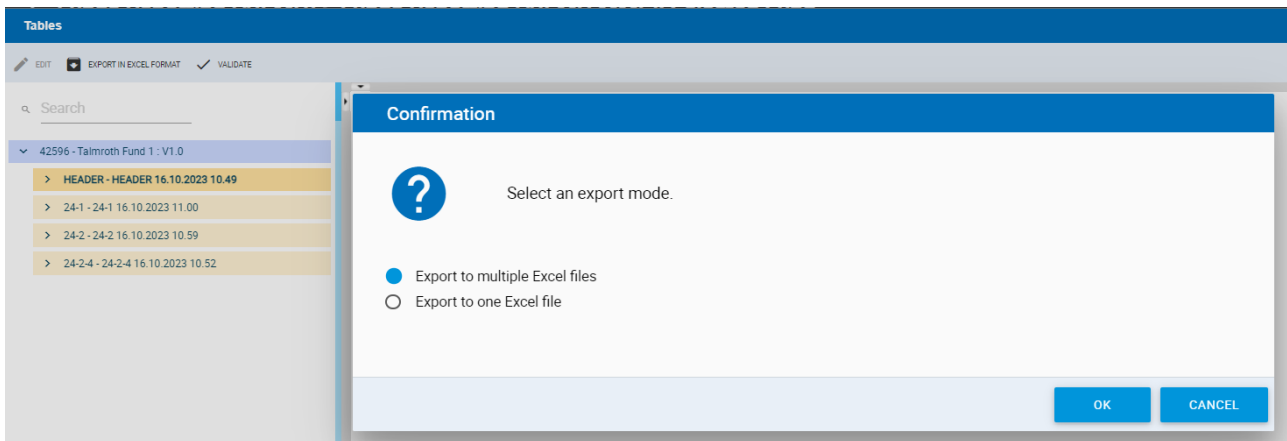 Tables
EDIT EXPORT IN EXCEL FORMAT VALIDATE
Search
42596 - Talmroth Fund 1 : V1.0
HEADER - HEADER 16.10.2023 10.49
24-1 - 24-1 16.10.2023 11.00
24-2 - 24-2 16.10.2023 10.59
24-2-4 - 24-2-4 16.10.2023 10.52
Confirmation
Select an export mode.
Export to multiple Excel files
Export to one Excel file
OK CANCEL